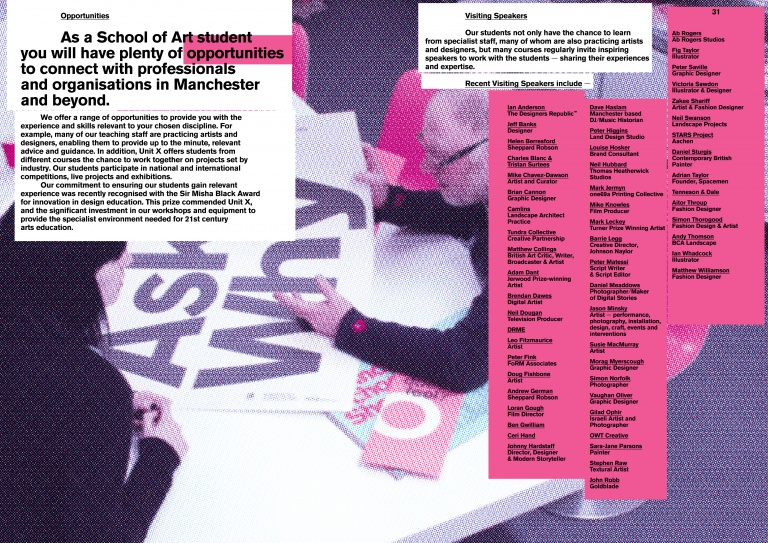 Opportunities
As a School of Art student
you will have plenty of opportunities
to connect with professionals
and organisations in Manchester
and beyond.
We offer a range of opportunities to provide you with the
experience and skills relevant to your chosen discipline. For
example, many of our teaching staff are practicing artists and
designers, enabling them to provide up to the minute, relevant
advice and guidance. In addition, Unit X offers students from
different courses the chance to work together on projects set by
industry. Our students participate in national and international
competitions, live projects and exhibitions.
Our commitment to ensuring our students gain relevant
experience was recently recognised with the Sir Misha Black Award
for innovation in design education. This prize commended Unit X,
and the significant investment in our workshops and equipment to
provide the specialist environment needed for 21st century
arts education.
Ask
Why
Visiting Speakers
Our students not only have the chance to learn
from specialist staff, many of whom are also practicing artists
and designers, but many courses regularly invite inspiring
speakers to work with the students — sharing their experiences
and expertise.
Recent Visiting Speakers include —
Ian Anderson
The Designers Republic™
Jeff Banks
Designer
Helen Berresford
Sheppard Robson
Charles Blanc &
Tristan Surtees
Mike Chavez-Dawson
Artist and Curator
Brian Cannon
Graphic Designer
Camlins
Landscape Architect
Practice
Tundra Collective
Creative Partnership
Matthew Collings
British Art Critic, Writer,
Broadcaster & Artist
Adam Dant
Jerwood Prize-winning
Artist
Brendan Dawes
Digital Artist
Neil Dougan
Television Producer
DRME
Leo Fitzmaurice
Artist
Peter Fink
FoRM Associates
Doug Fishbone
Artist
Andrew German
Sheppard Robson
Loran Gough
Film Director
Ben Gwilliam
Ceri Hand
Johnny Hardstaff
Director, Designer
& Modern Storyteller
Dave Haslam
Manchester based
DJ/Music Historian
Peter Higgins
Land Design Studio
Louise Hosker
Brand Consultant
Neil Hubbard
Thomas Heatherwick
Studios
Mark Jermyn
one69a Printing Collective
Mike Knowles
Film Producer
Mark Leckey
Turner Prize Winning Artist
Barrie Legg
Creative Director,
Johnson Naylor
Peter Matessi
Script Writer
& Script Editor
Daniel Meaddows
Photographer/Maker
of Digital Stories
Jason Minsky
Artist — performance,
photography, installation,
design, craft, events and
interventions
Susie MacMurray
Artist
Morag Myerscough
Graphic Designer
Simon Norfolk
Photographer
Vaughan Oliver
Graphic Designer
Gilad Ophir
Israeli Artist and
Photographer
OWT Creative
Sara-Jane Parsons
Painter
Stephen Raw
Textural Artist
John Robb
Goldblade
31
Ab Rogers
Ab Rogers Studios
Fig Taylor
Illustrator
Peter Saville
Graphic Designer
Victoria Sawdon
Illustrator & Designer
Zakee Shariff
Artist & Fashion Designer
Neil Swanson
Landscape Projects
STARS Project
Aachen
Daniel Sturgis
Contemporary British
Painter
Adrian Taylor
Founder, Spacemen
Tenneson & Dale
Aitor Throup
Fashion Designer
Simon Thorogood
Fashion Design & Artist
Andy Thomson
BCA Landscape
Ian Whadcock
Illustrator
Matthew Williamson
Fashion Designer